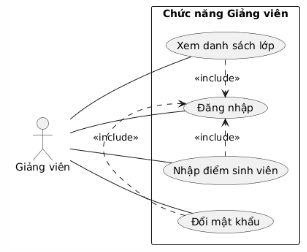 Chức năng Giảng viên
Xem danh sách lớp
«include»
Đăng nhập
«include»
«include»
Giảng viên
Nhập điểm sinh viên
Đổi mật khẩu